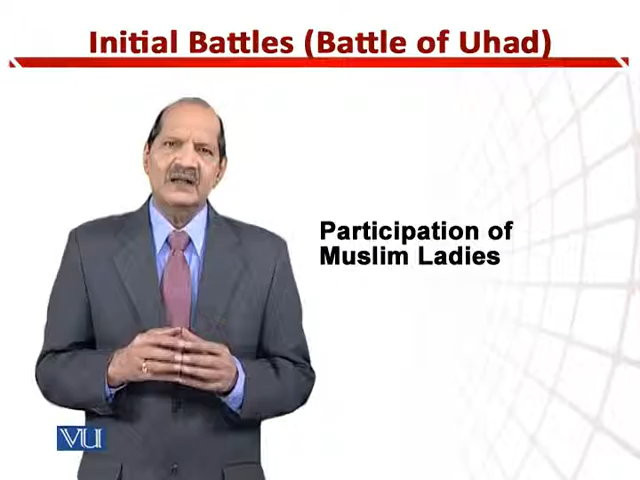 Initial Battles (Battle of Uhad)
Participation of
Muslim Ladies
VU